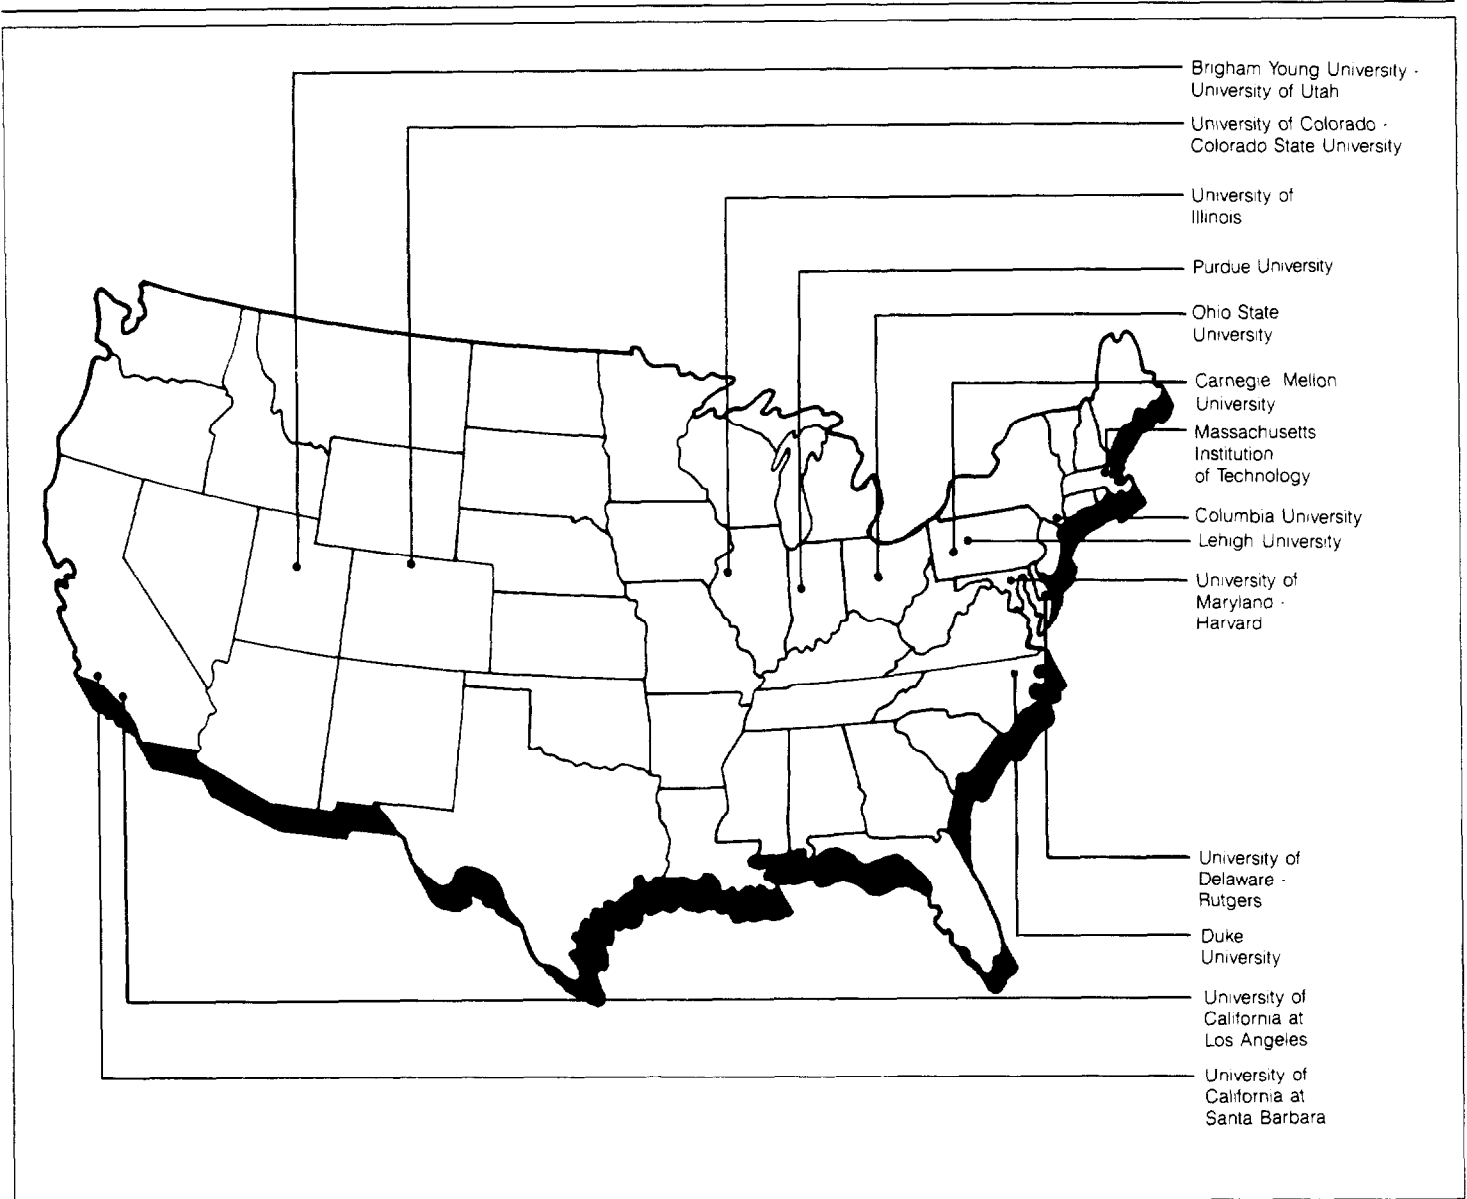 Brigham Young University -
University of Utah
University of Colorado -
Colorado State University
University of
Illinois
Purdue University
Ohio State
University
Carnegie Mellon
University
Massachusetts
Institution
of Technology
Columbia University
Lehigh University
University of
Maryland -
Harvard
University of
Delaware -
Rutgers
Duke
University
University of
California at
Los Angeles
University of
California at
Santa Barbara